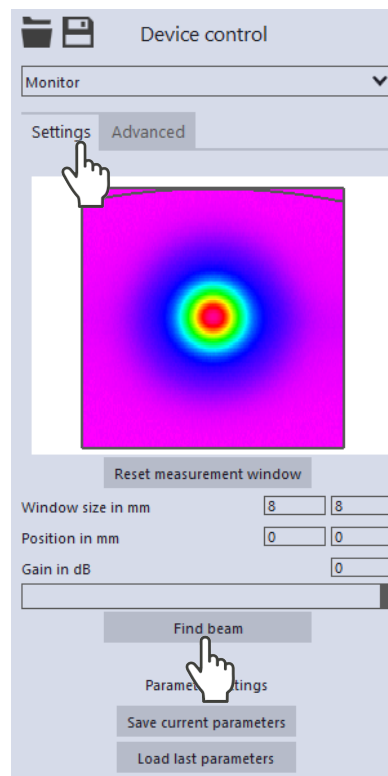 Device control
Monitor
Settings Advanced
Reset measurement window
Window size in mm 8 8
Position in mm 0 0
Gain in dB 0
Find beam
Save current parameters
Load last parameters